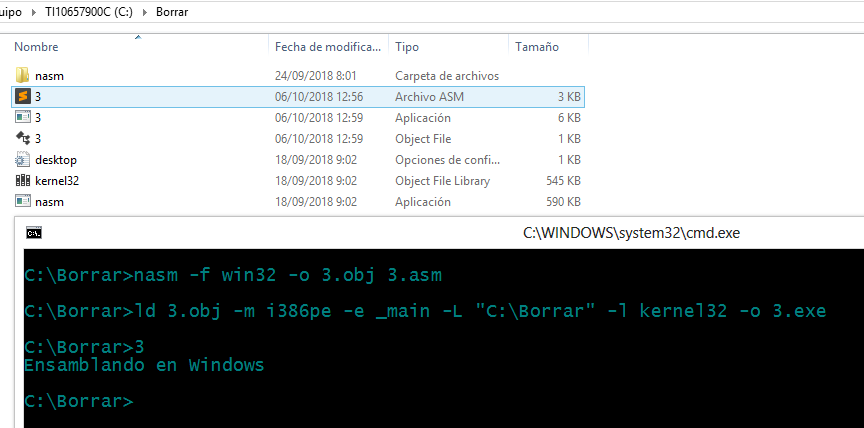 uipo ▸ TI10657900C (C:) ▸ Borrar
Nombre Fecha de modifica... Tipo Tamaño
nasm 24/09/2018 8:01 Carpeta de archivos
3 06/10/2018 12:56 Archivo ASM 3 KB
3 06/10/2018 12:59 Aplicación 6 KB
3 06/10/2018 12:59 Object File 1 KB
desktop 18/09/2018 9:02 Opciones de confi... 1 KB
kernel32 18/09/2018 9:02 Object File Library 545 KB
nasm 18/09/2018 9:02 Aplicación 590 KB
C:\WINDOWS\system32\cmd.exe
C:\Borrar>nasm -f win32 -o 3.obj 3.asm
C:\Borrar>ld 3.obj -m i386pe -e _main -L "C:\Borrar" -l kernel32 -o 3.exe
C:\Borrar>3
Ensamblando en Windows
C:\Borrar>